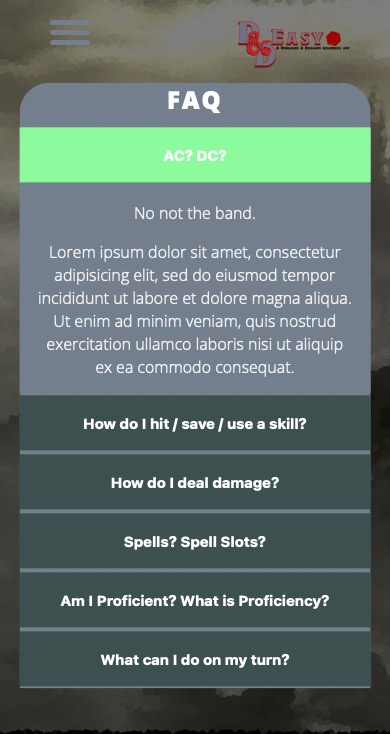 D&D EASY
FAQ
AC? DC?
No not the band.
Lorem ipsum dolor sit amet, consectetur
adipisicing elit, sed do eiusmod tempor
incididunt ut labore et dolore magna aliqua.
Ut enim ad minim veniam, quis nostrud
exercitation ullamco laboris nisi ut aliquip
ex ea commodo consequat.
How do I hit / save / use a skill?
How do I deal damage?
Spells? Spell Slots?
Am I Proficient? What is Proficiency?
What can I do on my turn?